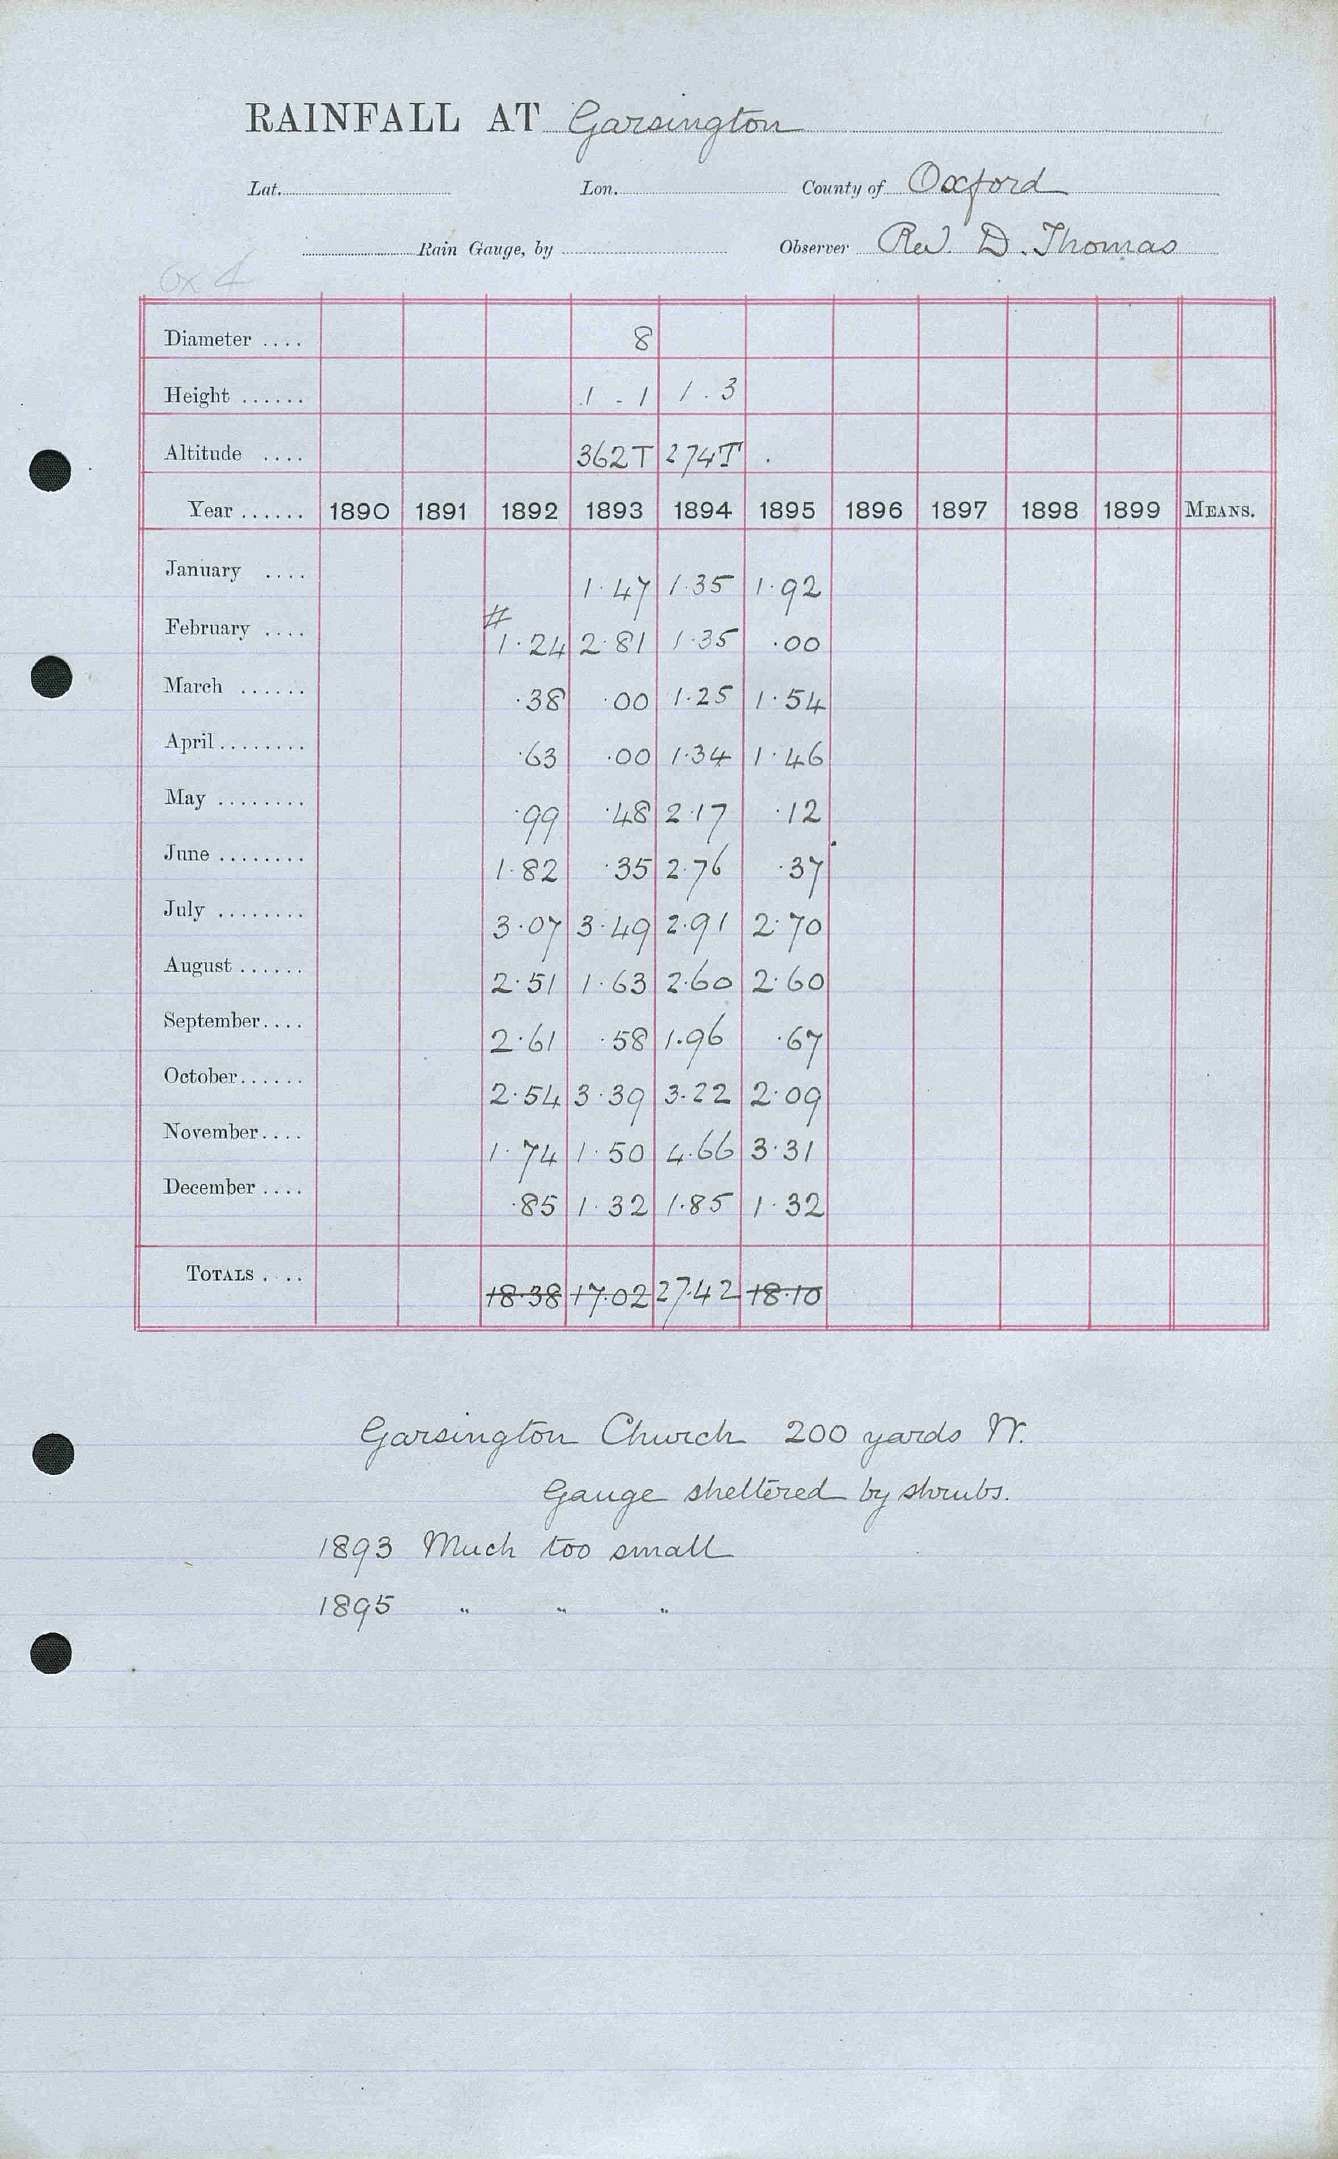 RAINFALL AT Garsington
Lat. Lon. County of Oxford
Rain Gauge, by Observer Rev. D. Thomas
Ox 4
Diameter .... 8
Height ...... 1 - 1 1 . 3
Altitude .... 362T 274T .
Year ...... 1890 1891 1892 1893 1894 1895 1896 1897 1898 1899 MEANS.
January .... 1.47 1.35 1.92
February .... # 1.24 2.81 1.35 .00
March ...... .38 .00 1.25 1.54
April ........ .63 .00 1.34 1.46
May ........ .99 .48 2.17 .12
June ........ 1.82 .35 2.76 .37
July ........ 3.07 3.49 2.91 2.70
August ...... 2.51 1.63 2.60 2.60
September.... 2.61 .58 1.96 .67
October...... 2.54 3.39 3.22 2.09
November.... 1.74 1.50 4.66 3.31
December .... .85 1.32 1.85 1.32
TOTALS .... 18.38 17.02 27.42 18.10
Garsington Church 200 yards W.
Gauge sheltered by shrubs.
1893 Much too small
1895 " " "